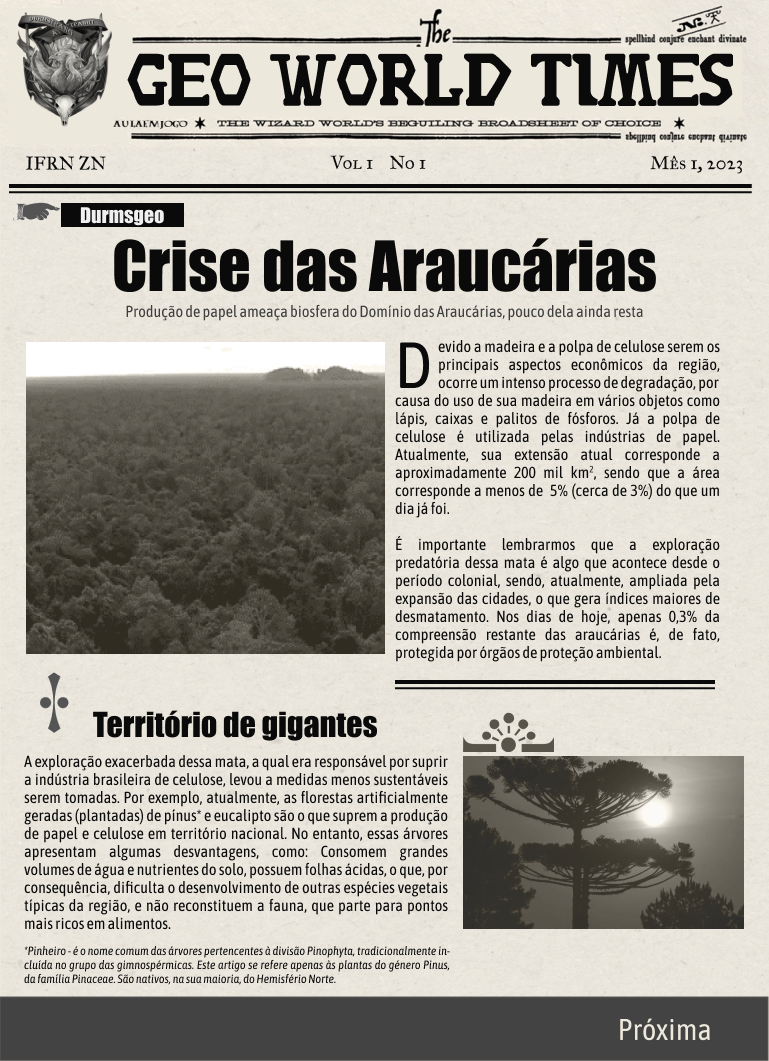 The
spellbind conjure enchant divinate
GEO WORLD TIMES
AULAEMJOGO ★ THE WIZARD WORLD'S BEGUILING BROADSHEET OF CHOICE ★
IFRN ZN Vol 1 No 1 Mês 1, 2023
Durmsgeo
Crise das Araucárias
Produção de papel ameaça biosfera do Domínio das Araucárias, pouco dela ainda resta
Devido a madeira e a polpa de celulose serem os
principais aspectos econômicos da região,
ocorre um intenso processo de degradação, por
causa do uso de sua madeira em vários objetos como
lápis, caixas e palitos de fósforos. Já a polpa de
celulose é utilizada pelas indústrias de papel.
Atualmente, sua extensão atual corresponde a
aproximadamente 200 mil km², sendo que a área
corresponde a menos de 5% (cerca de 3%) do que um
dia já foi.
É importante lembrarmos que a exploração
predatória dessa mata é algo que acontece desde o
período colonial, sendo, atualmente, ampliada pela
expansão das cidades, o que gera índices maiores de
desmatamento. Nos dias de hoje, apenas 0,3% da
compreensão restante das araucárias é, de fato,
protegida por órgãos de proteção ambiental.
Território de gigantes
A exploração exacerbada dessa mata, a qual era responsável por suprir
a indústria brasileira de celulose, levou a medidas menos sustentáveis
serem tomadas. Por exemplo, atualmente, as florestas artificialmente
geradas (plantadas) de pínus* e eucalipto são o que suprem a produção
de papel e celulose em território nacional. No entanto, essas árvores
apresentam algumas desvantagens, como: Consomem grandes
volumes de água e nutrientes do solo, possuem folhas ácidas, o que, por
consequência, dificulta o desenvolvimento de outras espécies vegetais
típicas da região, e não reconstituem a fauna, que parte para pontos
mais ricos em alimentos.
*Pinheiro - é o nome comum das árvores pertencentes à divisão Pinophyta, tradicionalmente in-
cluída no grupo das gimnospérmicas. Este artigo se refere apenas às plantas do género Pinus,
da família Pinaceae. São nativos, na sua maioria, do Hemisfério Norte.
Próxima